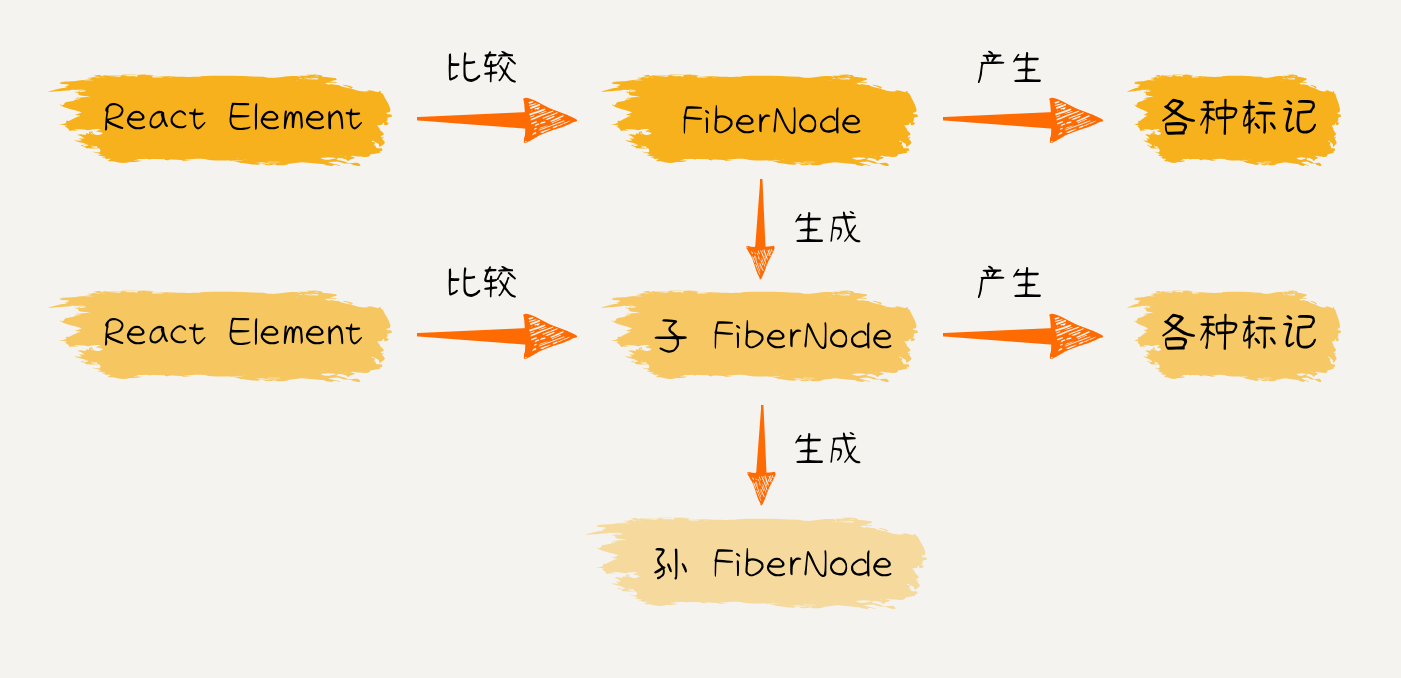 比较
产生
React Element
FiberNode
各种标记
生成
比较
产生
React Element
子 FiberNode
各种标记
生成
孙 FiberNode